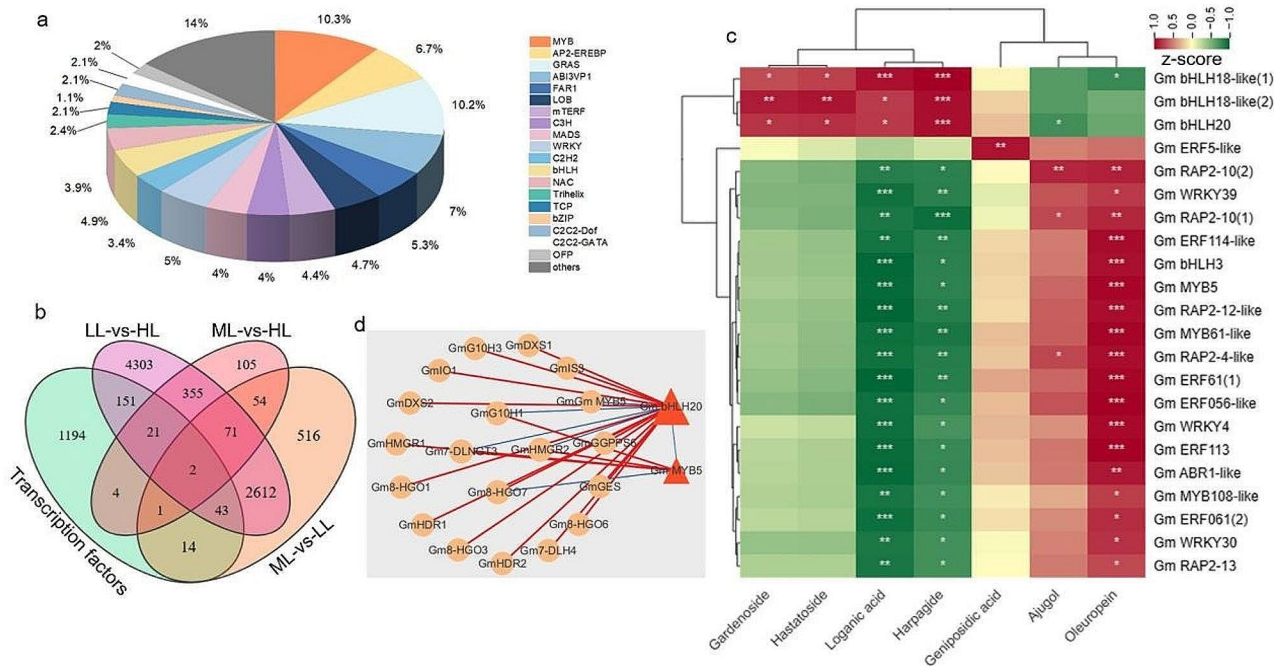 a
14%
10.3%
6.7%
10.2%
7%
5.3%
4.7%
4.4%
4%
4%
5%
3.4%
4.9%
3.9%
2.4%
2.1%
1.1%
2.1%
2.1%
2%
MYB
AP2-EREBP
GRAS
ABI3VP1
FAR1
LOB
mTERF
C3H
MADS
WRKY
C2H2
bHLH
NAC
Trihelix
TCP
bZIP
C2C2-Dof
C2C2-GATA
OFP
others
b
LL-vs-HL
ML-vs-HL
4303
105
151
355
54
1194
21
71
516
2
4
1
43
2612
14
Transcription factors
ML-vs-LL
d
GmG10H3
GmDXS1
GmIS3
GmIO1
GmDXS2
GmGm MYB5
Gm bHLH20
GmG10H1
GmHMGR1
Gm7-DLNGT3
GmHMGR2
GmGGPPS6
Gm MYB5
Gm8-HGO1
Gm8-HGO7
GmGES
GmHDR1
Gm8-HGO6
Gm8-HGO3
Gm7-DLH4
GmHDR2
c
1.0
0.5
0.0
−0.5
−1.0
z-score
* * *** *** * Gm bHLH18-like(1)
** ** * *** Gm bHLH18-like(2)
* * * *** * Gm bHLH20
** Gm ERF5-like
** * ** ** Gm RAP2-10(2)
*** ** * Gm WRKY39
** *** * ** Gm RAP2-10(1)
** ** *** Gm ERF114-like
*** * *** Gm bHLH3
*** * *** Gm MYB5
*** ** *** Gm RAP2-12-like
*** ** *** Gm MYB61-like
*** ** * *** Gm RAP2-4-like
*** ** *** Gm ERF61(1)
*** * *** Gm ERF056-like
*** * *** Gm WRKY4
*** * *** Gm ERF113
*** * ** Gm ABR1-like
** * * Gm MYB108-like
*** * * Gm ERF061(2)
** * * Gm WRKY30
** * * Gm RAP2-13
Gardenoside
Hastatoside
Loganic acid
Harpagide
Geniposidic acid
Ajugol
Oleuropein